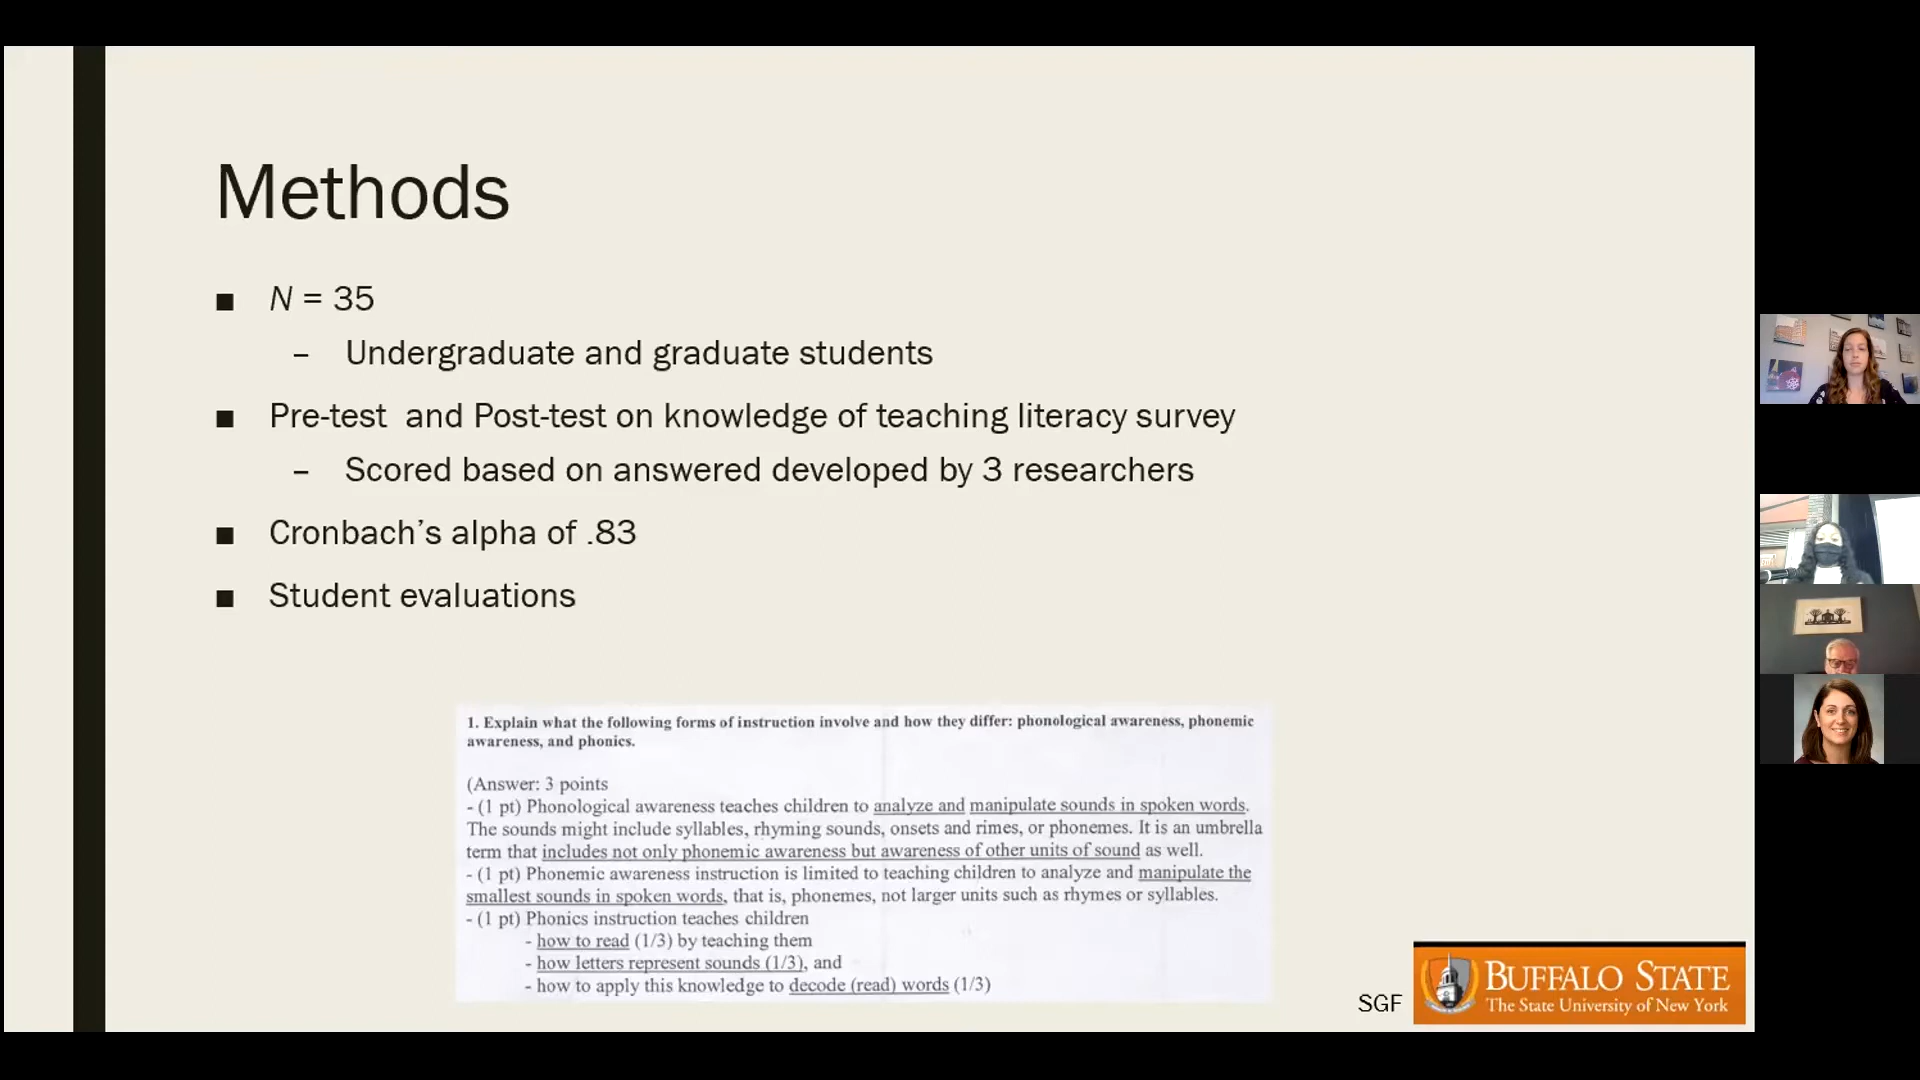 Methods
■ N = 35
– Undergraduate and graduate students
■ Pre-test and Post-test on knowledge of teaching literacy survey
– Scored based on answered developed by 3 researchers
■ Cronbach’s alpha of .83
■ Student evaluations
1. Explain what the following forms of instruction involve and how they differ: phonological awareness, phonemic
awareness, and phonics.
(Answer: 3 points
- (1 pt) Phonological awareness teaches children to analyze and manipulate sounds in spoken words.
The sounds might include syllables, rhyming sounds, onsets and rimes, or phonemes. It is an umbrella
term that includes not only phonemic awareness but awareness of other units of sound as well.
- (1 pt) Phonemic awareness instruction is limited to teaching children to analyze and manipulate the
smallest sounds in spoken words, that is, phonemes, not larger units such as rhymes or syllables.
- (1 pt) Phonics instruction teaches children
- how to read (1/3) by teaching them
- how letters represent sounds (1/3), and
- how to apply this knowledge to decode (read) words (1/3)
SGF
BUFFALO STATE
The State University of New York